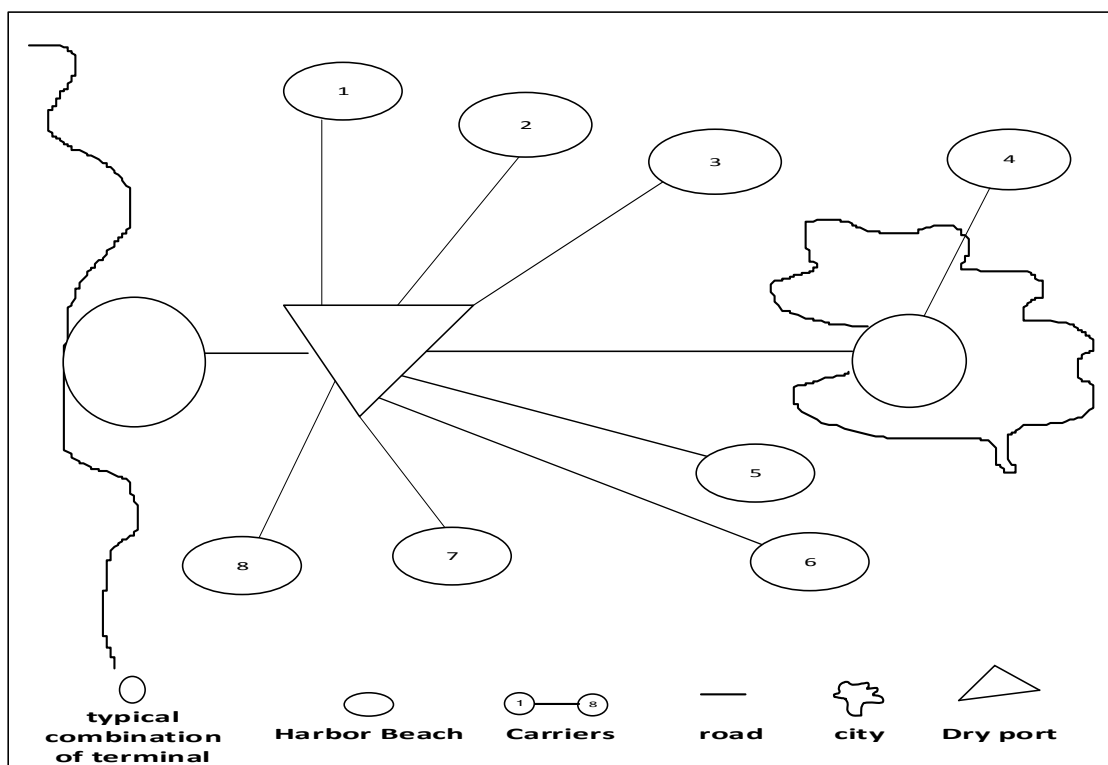 1
2
3
4
5
6
7
8
1 8
typical
combination
of terminal
Harbor Beach
Carriers
road
city
Dry port